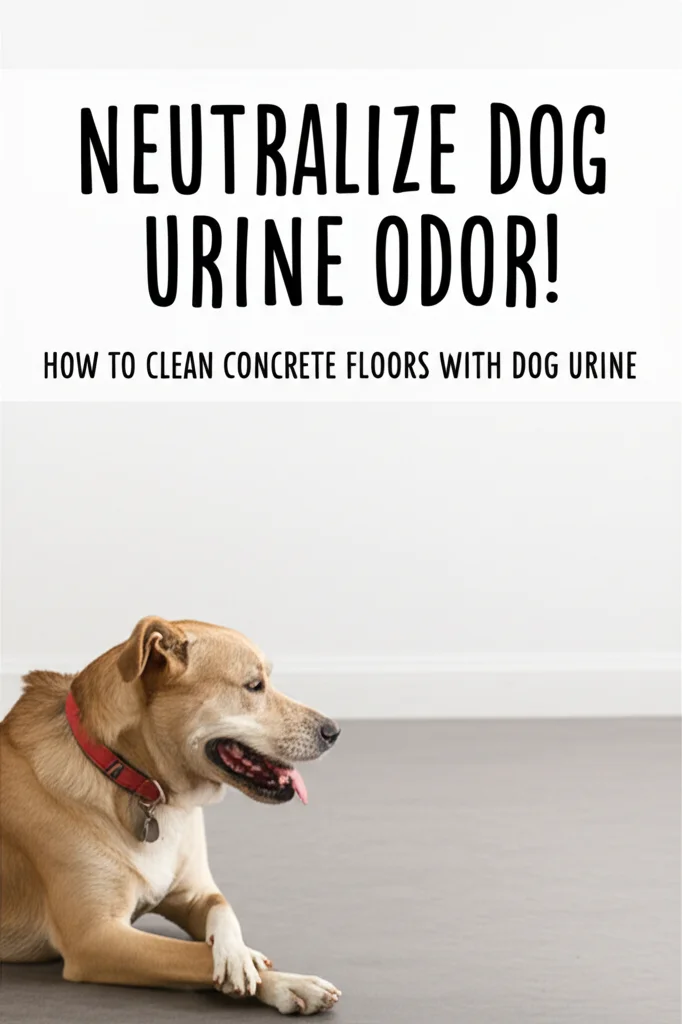 NEUTRALIZE DOG
URINE ODOR!
HOW TO CLEAN CONCRETE FLOORS WITH DOG URINE